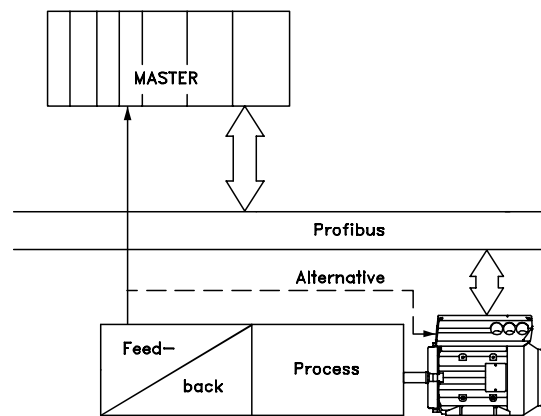 MASTER
Profibus
Alternative
Feed-
back
Process